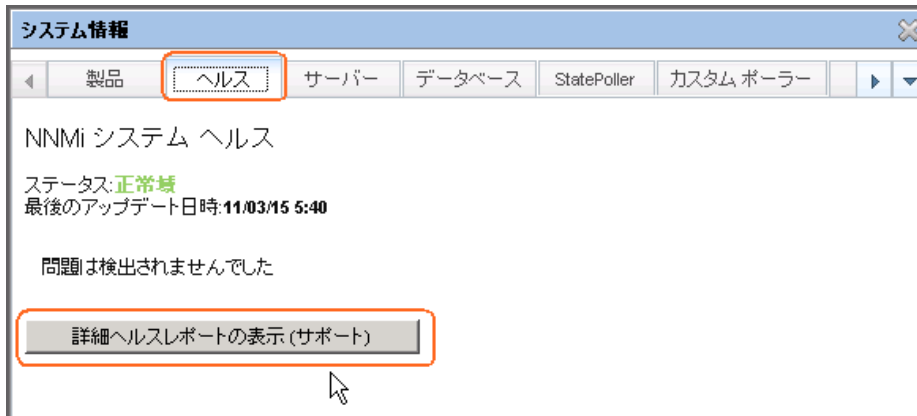 システム情報
製品 ヘルス サーバー データベース StatePoller カスタム ポーラー
NNMi システム ヘルス
ステータス:正常域
最後のアップデート日時:11/03/15 5:40
問題は検出されませんでした
詳細ヘルスレポートの表示 (サポート)